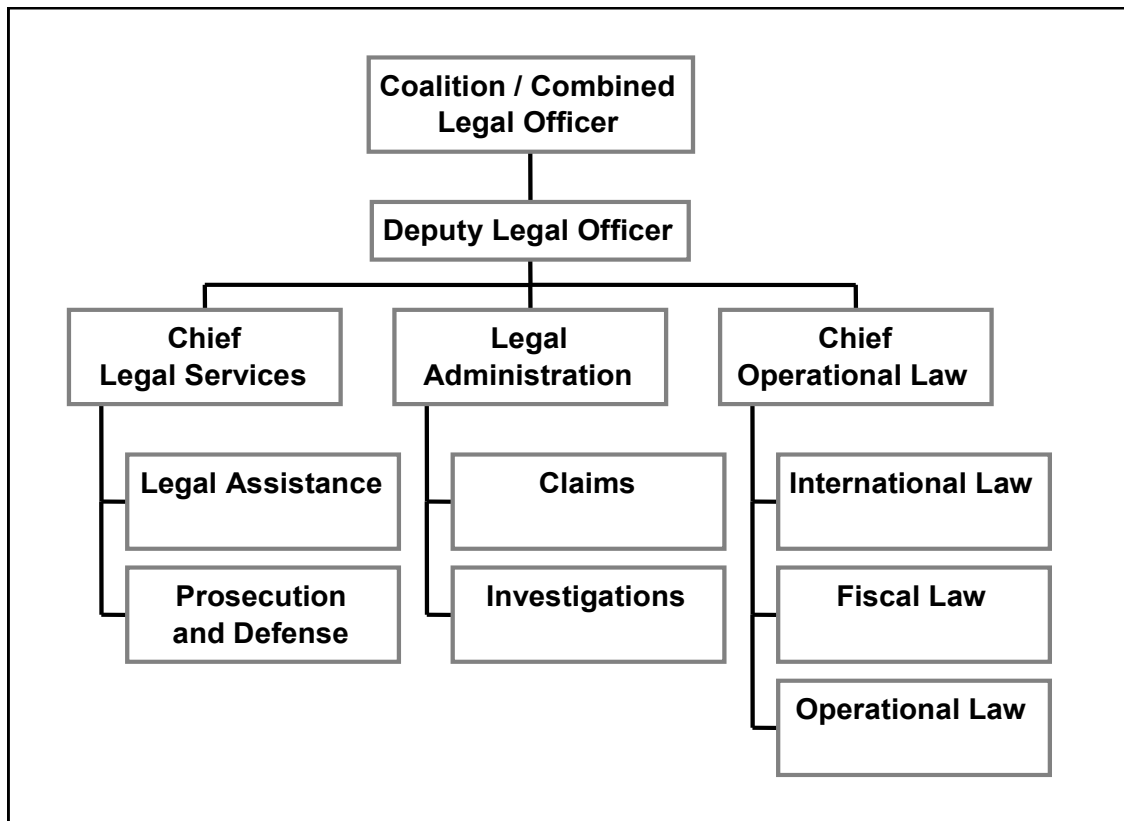 Coalition / Combined
Legal Officer
Deputy Legal Officer
Chief
Legal Services
Legal
Administration
Chief
Operational Law
Legal Assistance
Claims
International Law
Prosecution
and Defense
Investigations
Fiscal Law
Operational Law